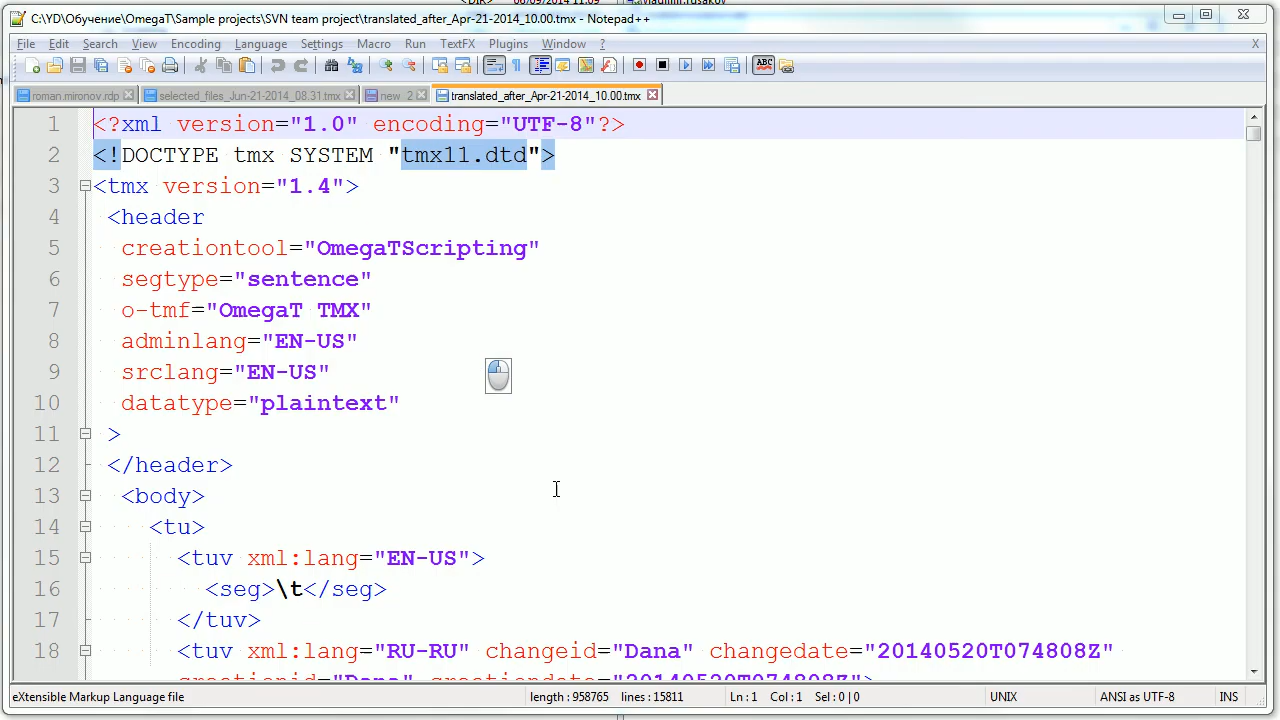 C:\YD\Обучение\OmegaT\Sample projects\SVN team project\translated_after_Apr-21-2014_10.00.tmx - Notepad++
File Edit Search View Encoding Language Settings Macro Run TextFX Plugins Window ? X
roman.mironov.rdp selected_files_Jun-21-2014_08.31.tmx new 2 translated_after_Apr-21-2014_10.00.tmx
1 <?xml version="1.0" encoding="UTF-8"?>
2 <!DOCTYPE tmx SYSTEM "tmx11.dtd">
3 <tmx version="1.4">
4 <header
5 creationtool="OmegaTScripting"
6 segtype="sentence"
7 o-tmf="OmegaT TMX"
8 adminlang="EN-US"
9 srclang="EN-US"
10 datatype="plaintext"
11 >
12 </header>
13 <body>
14 <tu>
15 <tuv xml:lang="EN-US">
16 <seg>\t</seg>
17 </tuv>
18 <tuv xml:lang="RU-RU" changeid="Dana" changedate="20140520T074808Z"
eXtensible Markup Language file length : 958765 lines : 15811 Ln : 1 Col : 1 Sel : 0 | 0 UNIX ANSI as UTF-8 INS